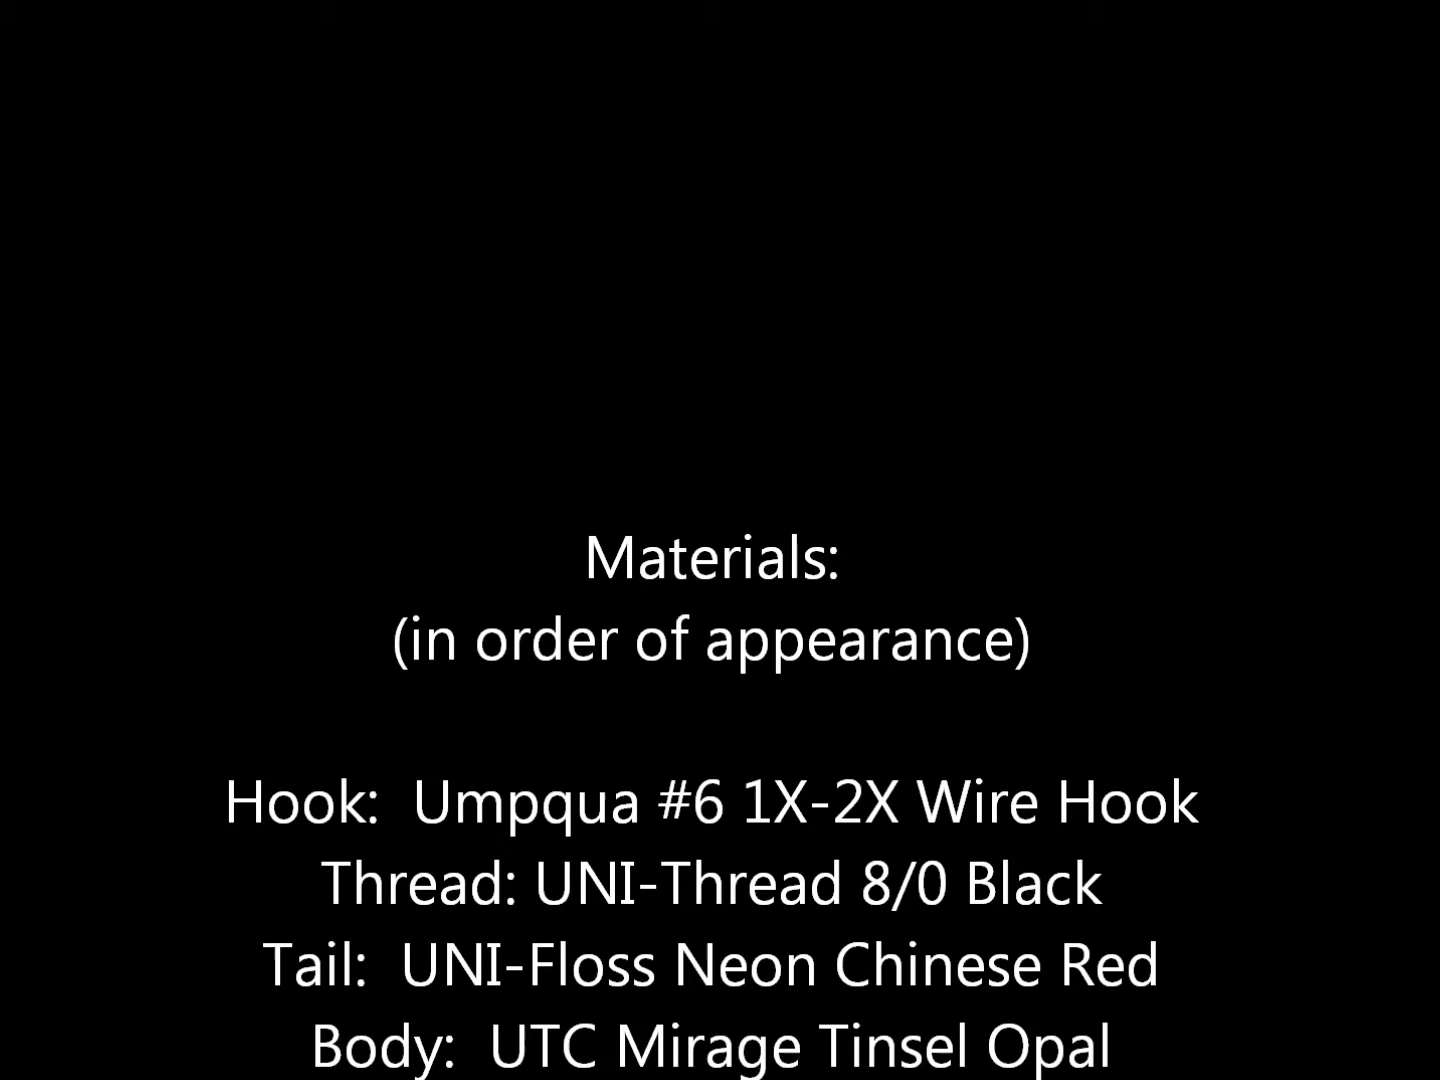 Materials:
(in order of appearance)
Hook:  Umpqua #6 1X-2X Wire Hook
Thread: UNI-Thread 8/0 Black
Tail:  UNI-Floss Neon Chinese Red
Body:  UTC Mirage Tinsel Opal